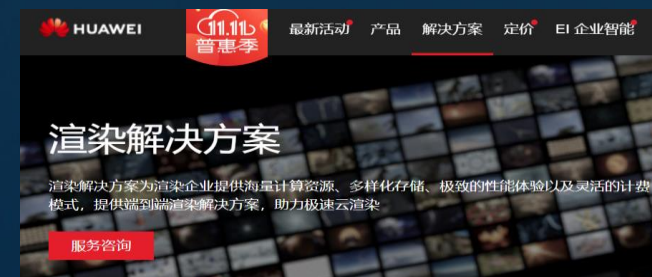 HUAWEI
11.11
普惠季
最新活动 产品 解决方案 定价 EI 企业智能
渲染解决方案
渲染解决方案为渲染企业提供海量计算资源、多样化存储、极致的性能体验以及灵活的计费
模式，提供端到端渲染解决方案，助力极速云渲染
服务咨询